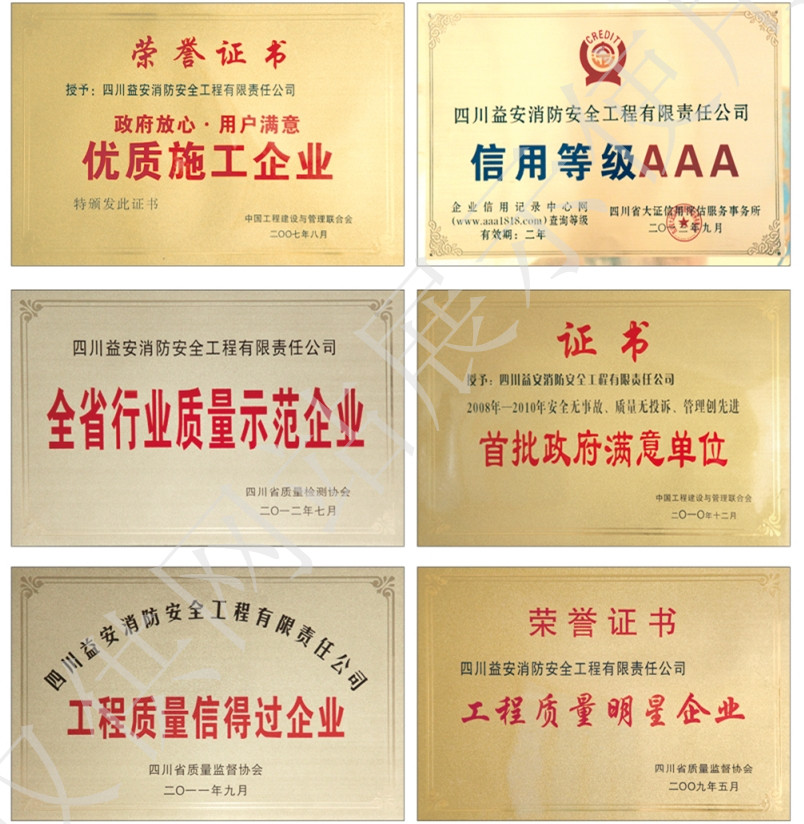 荣誉证书
授予：四川益安消防安全工程有限责任公司
政府放心·用户满意
优质施工企业
特颁发此证书
中国工程建设与管理联合会
二〇〇七年八月
CREDIT
四川益安消防安全工程有限责任公司
信用等级AAA
企业信用记录中心网
(www.aaa1818.com)查询等级
有效期：二年
四川省大证信用评估服务事务所
二〇一三年九月
四川益安消防安全工程有限责任公司
全省行业质量示范企业
四川省质量检测协会
二〇一二年七月
证书
授予：四川益安消防安全工程有限责任公司
2008年—2010年安全无事故、质量无投诉、管理创先进
首批政府满意单位
中国工程建设与管理联合会
二〇一〇年十二月
四川益安消防安全工程有限责任公司
工程质量信得过企业
四川省质量监督协会
二〇一一年九月
荣誉证书
四川益安消防安全工程有限责任公司
工程质量明星企业
四川省质量监督协会
二〇〇九年五月